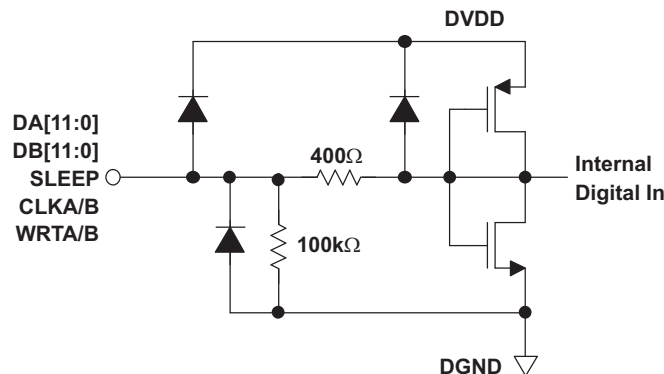 DVDD
DA[11:0]
DB[11:0]
SLEEP
CLKA/B
WRTA/B
400Ω
100kΩ
Internal
Digital In
DGND